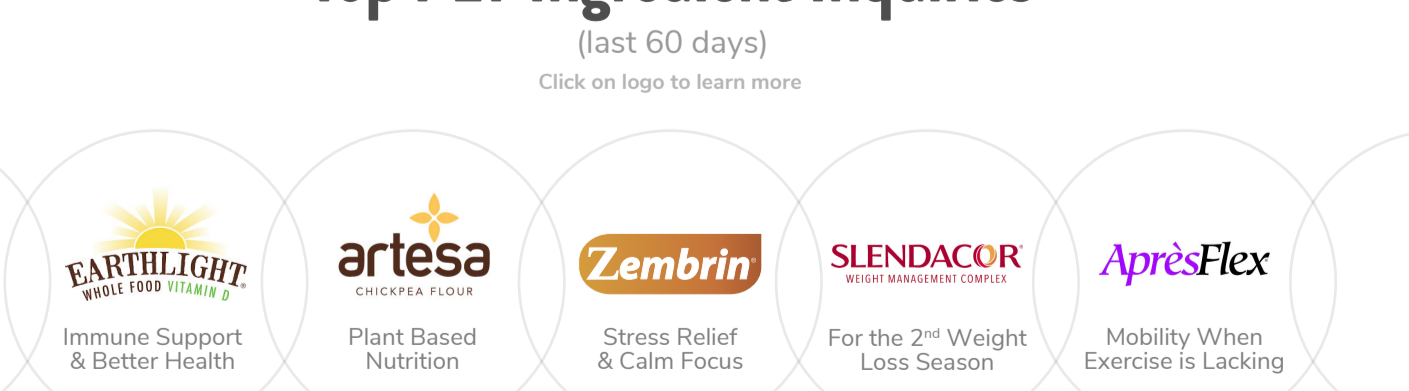 (last 60 days)
Click on logo to learn more
EARTHLIGHT®
WHOLE FOOD VITAMIN D
Immune Support
& Better Health
artesa
CHICKPEA FLOUR
Plant Based
Nutrition
Zembrin®
Stress Relief
& Calm Focus
SLENDACOR®
WEIGHT MANAGEMENT COMPLEX
For the 2nd Weight
Loss Season
AprèsFlex
Mobility When
Exercise is Lacking